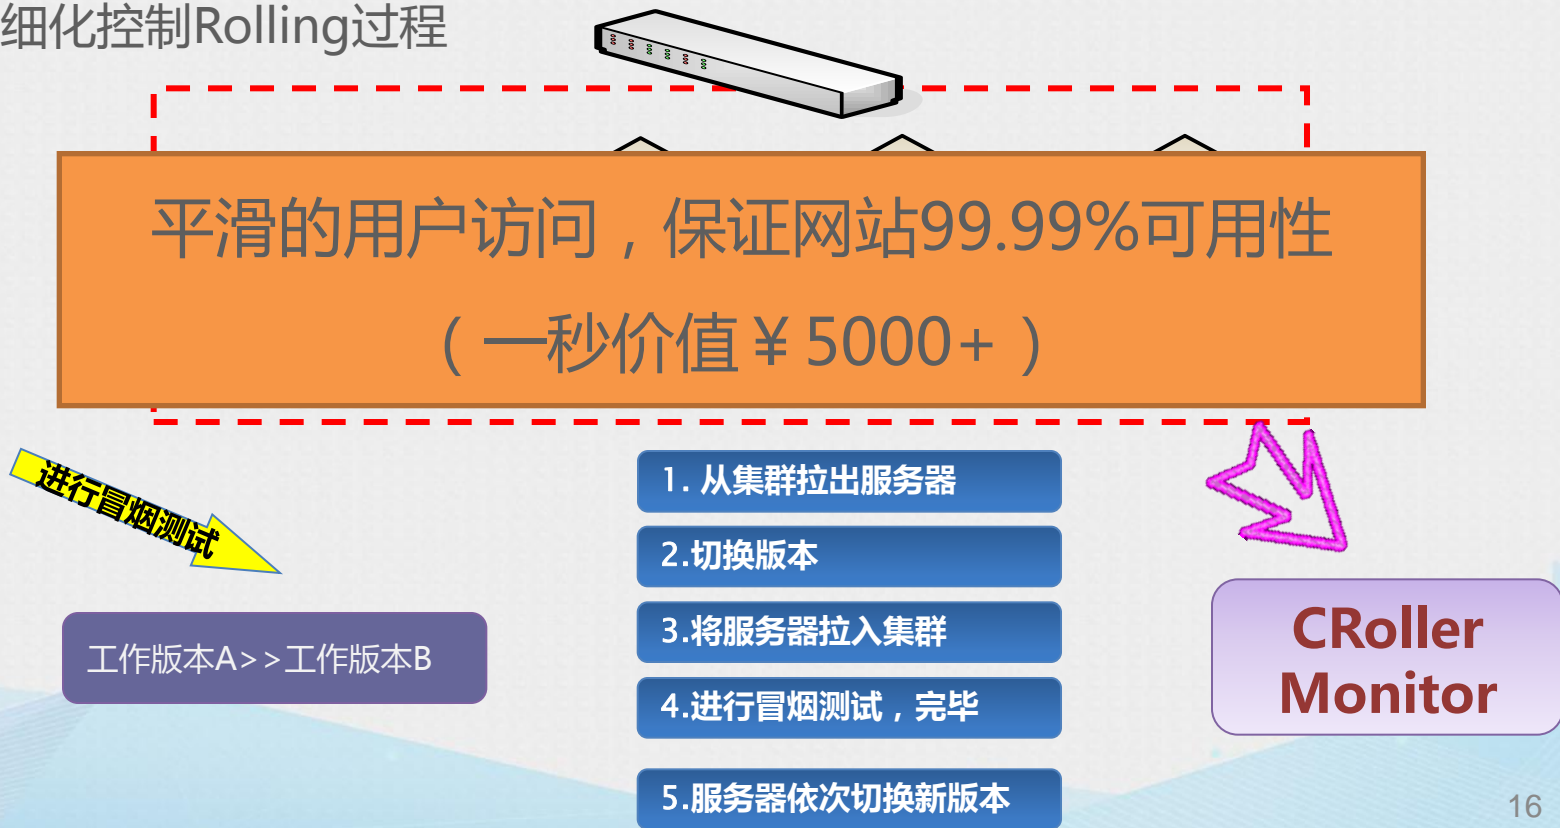 细化控制Rolling过程
平滑的用户访问，保证网站99.99%可用性
（一秒价值￥5000+）
进行冒烟测试
工作版本A>>工作版本B
1. 从集群拉出服务器
2.切换版本
3.将服务器拉入集群
4.进行冒烟测试，完毕
5.服务器依次切换新版本
CRoller
Monitor
16